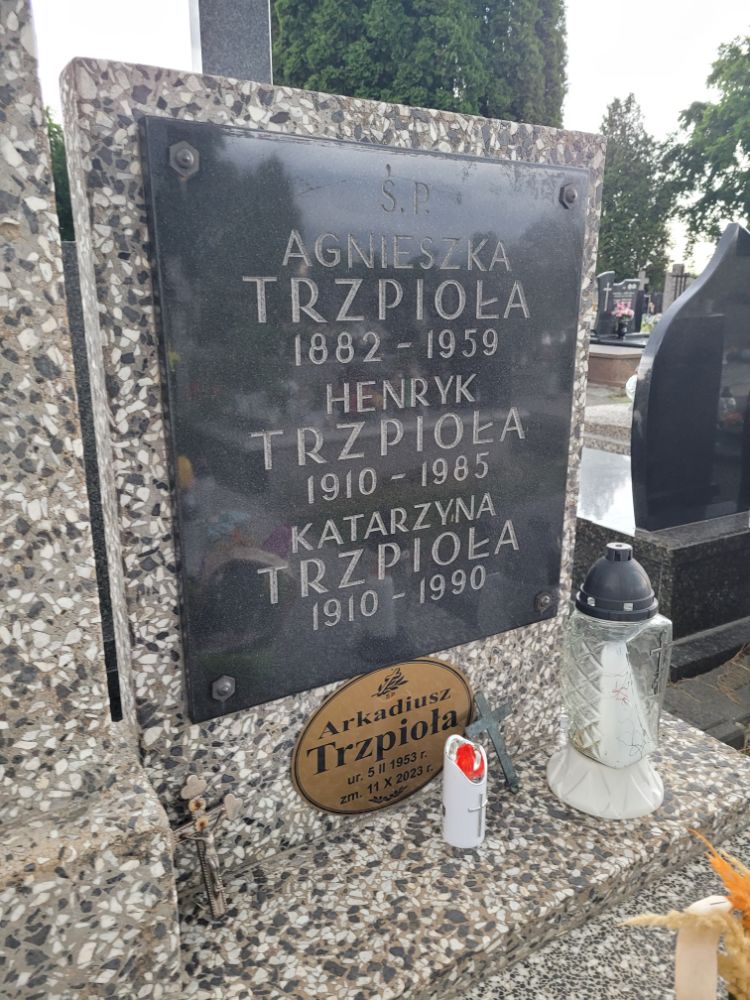 Ś.P.
AGNIESZKA
TRZPIOŁA
1882 - 1959
HENRYK
TRZPIOŁA
1910 - 1985
KATARZYNA
TRZPIOŁA
1910 - 1990
ŚP
Arkadiusz
Trzpioła
ur. 5 II 1953 r.
zm. 11 X 2023 r.